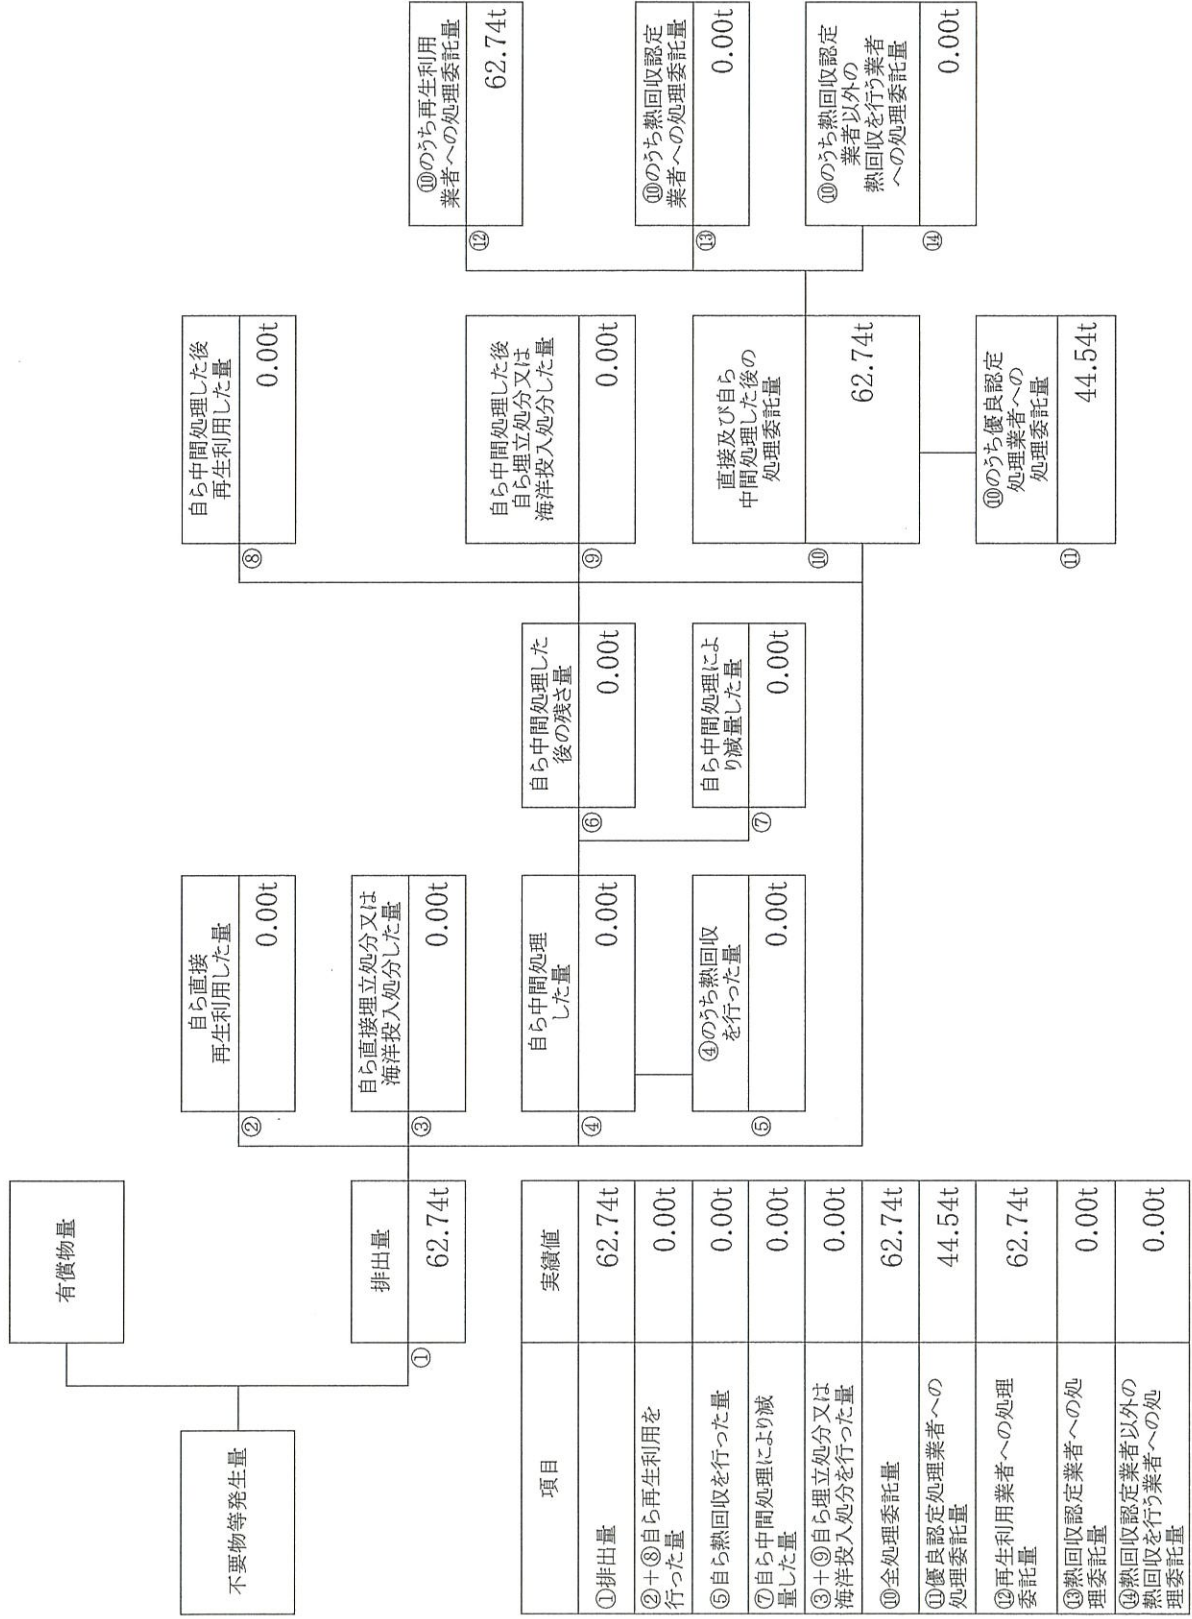 有償物量
不要物等発生量
排出量
①
62.74t
自ら直接
再生利用した量
②
0.00t
自ら直接埋立処分又は
海洋投入処分した量
③
0.00t
自ら中間処理
した量
④
0.00t
④のうち熱回収
を行った量
⑤
0.00t
自ら中間処理した
後の残さ量
⑥
0.00t
自ら中間処理によ
り減量した量
⑦
0.00t
自ら中間処理した後
再生利用した量
⑧
0.00t
自ら中間処理した後
自ら埋立処分又は
海洋投入処分した量
⑨
0.00t
直接及び自ら
中間処理した後の
処理委託量
⑩
62.74t
⑩のうち優良認定
処理業者への
処理委託量
⑪
44.54t
⑩のうち再生利用
業者への処理委託量
⑫
62.74t
⑩のうち熱回収認定
業者への処理委託量
⑬
0.00t
⑩のうち熱回収認定
業者以外の
熱回収を行う業者
への処理委託量
⑭
0.00t
項目 実績値
①排出量 62.74t
②+⑧自ら再生利用を
行った量 0.00t
⑤自ら熱回収を行った量 0.00t
⑦自ら中間処理により減
量した量 0.00t
③+⑨自ら埋立処分又は
海洋投入処分を行った量 0.00t
⑩全処理委託量 62.74t
⑪優良認定処理業者への
処理委託量 44.54t
⑫再生利用業者への処理
委託量 62.74t
⑬熱回収認定業者への処
理委託量 0.00t
⑭熱回収認定業者以外の
熱回収を行う業者への処
理委託量 0.00t